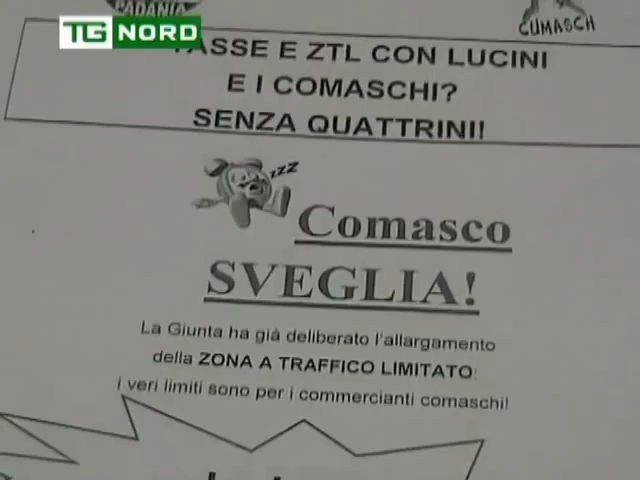 PADANIA
CUMASCH
TG NORD
TASSE E ZTL CON LUCINI
E I COMASCHI?
SENZA QUATTRINI!
zzZ
Comasco
SVEGLIA!
La Giunta ha già deliberato l'allargamento
della ZONA A TRAFFICO LIMITATO:
i veri limiti sono per i commercianti comaschi!